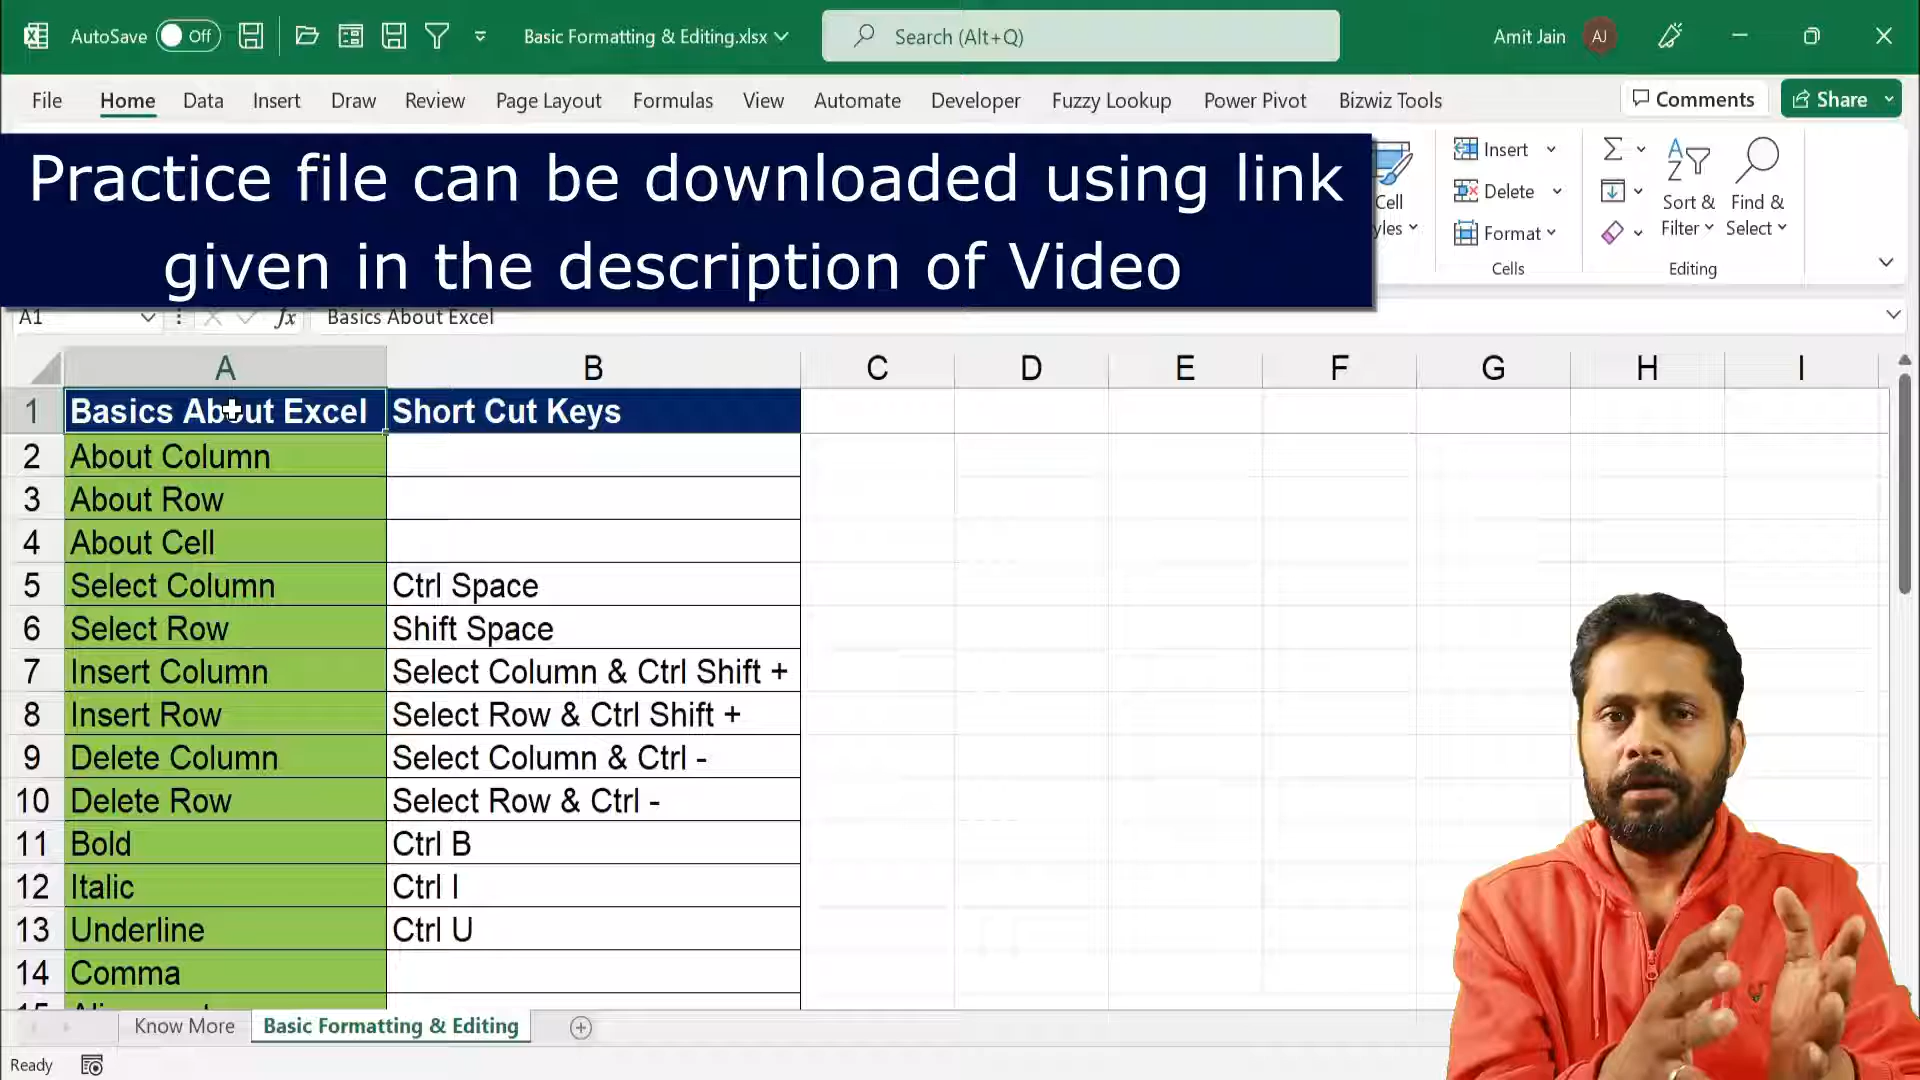 AutoSave Off Basic Formatting & Editing.xlsx Search (Alt+Q) Amit Jain AJ
File Home Data Insert Draw Review Page Layout Formulas View Automate Developer Fuzzy Lookup Power Pivot Bizwiz Tools Comments Share
Practice file can be downloaded using link
given in the description of Video
Cell
yles
Insert
Delete
Format
Cells
Sort &
Filter
Find &
Select
Editing
A1 fx Basics About Excel
A B C D E F G H I
1 Basics About Excel Short Cut Keys
2 About Column
3 About Row
4 About Cell
5 Select Column Ctrl Space
6 Select Row Shift Space
7 Insert Column Select Column & Ctrl Shift +
8 Insert Row Select Row & Ctrl Shift +
9 Delete Column Select Column & Ctrl -
10 Delete Row Select Row & Ctrl -
11 Bold Ctrl B
12 Italic Ctrl I
13 Underline Ctrl U
14 Comma
Know More Basic Formatting & Editing
Ready